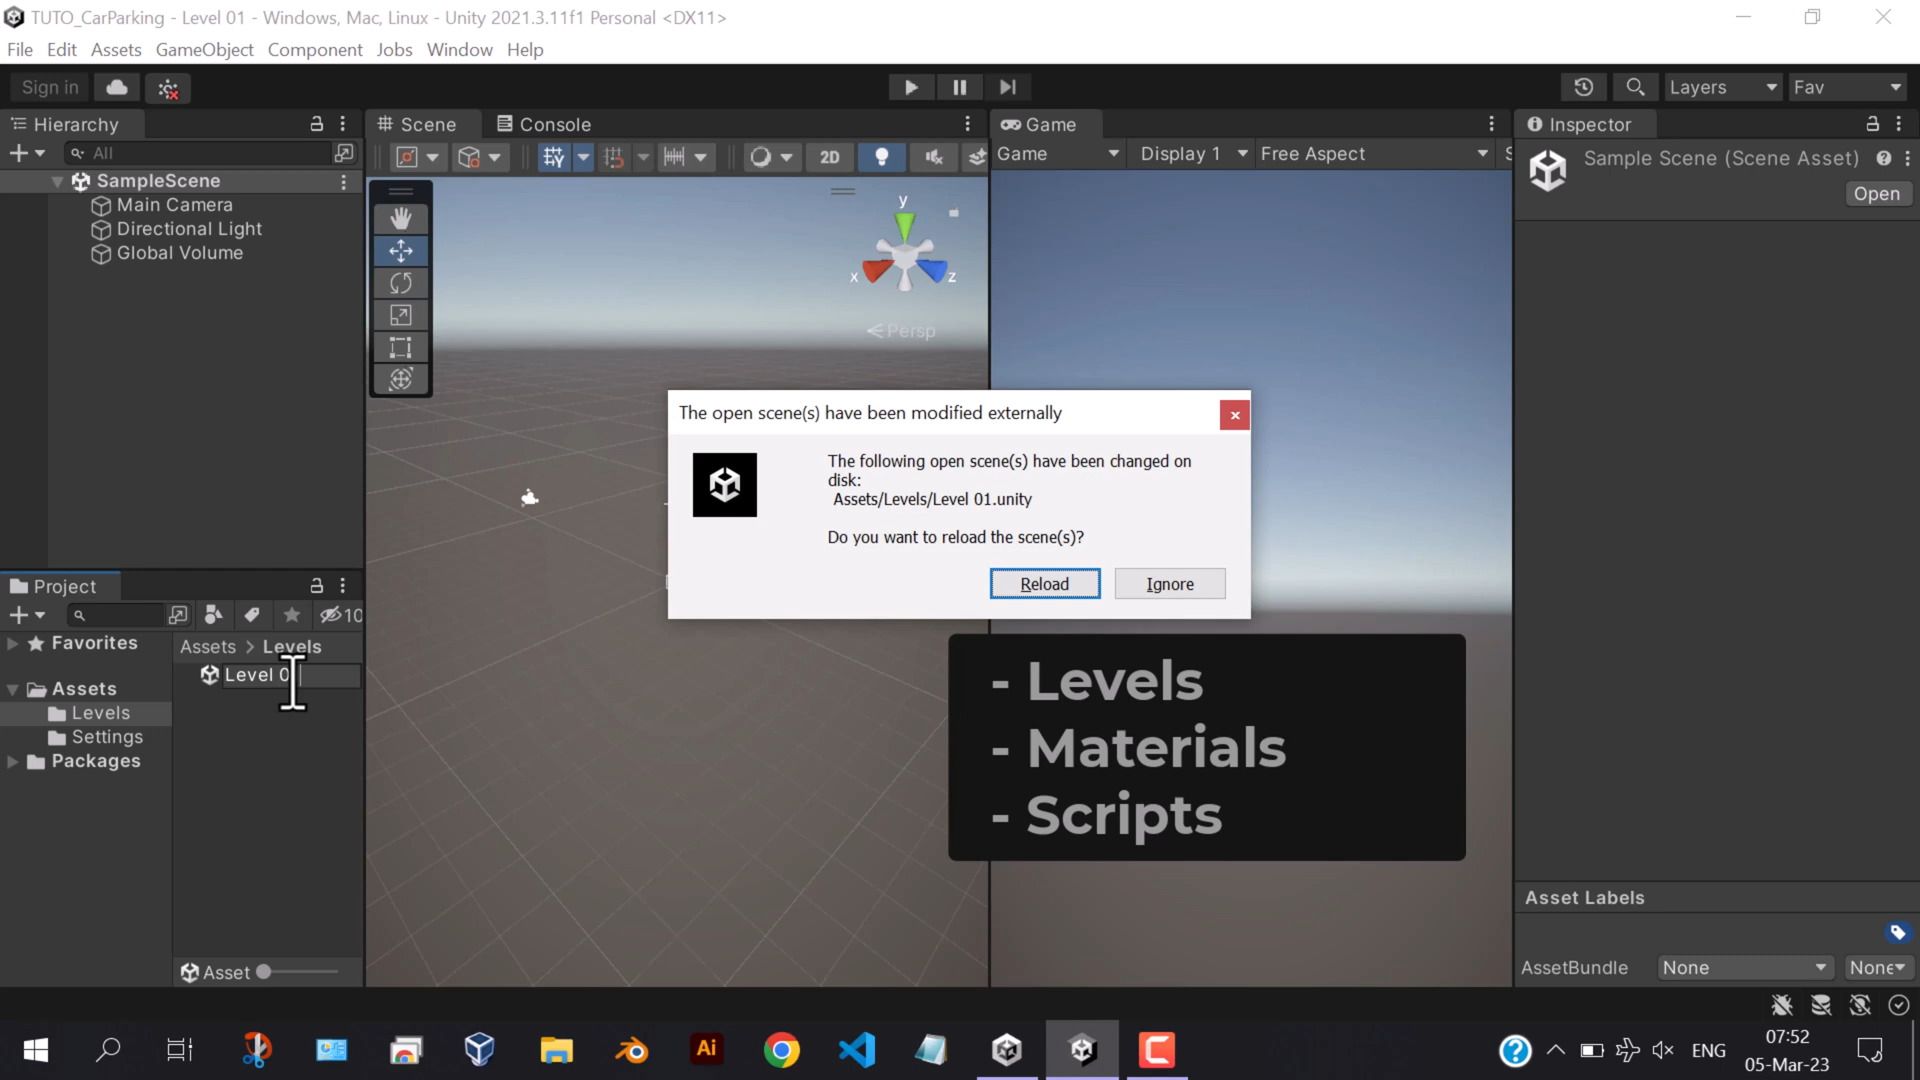 TUTO_CarParking - Level 01 - Windows, Mac, Linux - Unity 2021.3.11f1 Personal <DX11>
File Edit Assets GameObject Component Jobs Window Help
Sign in
Layers
Fav
Hierarchy
All
SampleScene
Main Camera
Directional Light
Global Volume
Scene
Console
2D
y
x
z
Persp
Game
Game
Display 1
Free Aspect
Inspector
Sample Scene (Scene Asset)
Open
The open scene(s) have been modified externally
The following open scene(s) have been changed on
disk:
Assets/Levels/Level 01.unity
Do you want to reload the scene(s)?
Reload
Ignore
- Levels
- Materials
- Scripts
Project
10
Favorites
Assets
Levels
Settings
Packages
Assets > Levels
Level 0
Asset
Asset Labels
AssetBundle
None
None
Ai
ENG
07:52
05-Mar-23